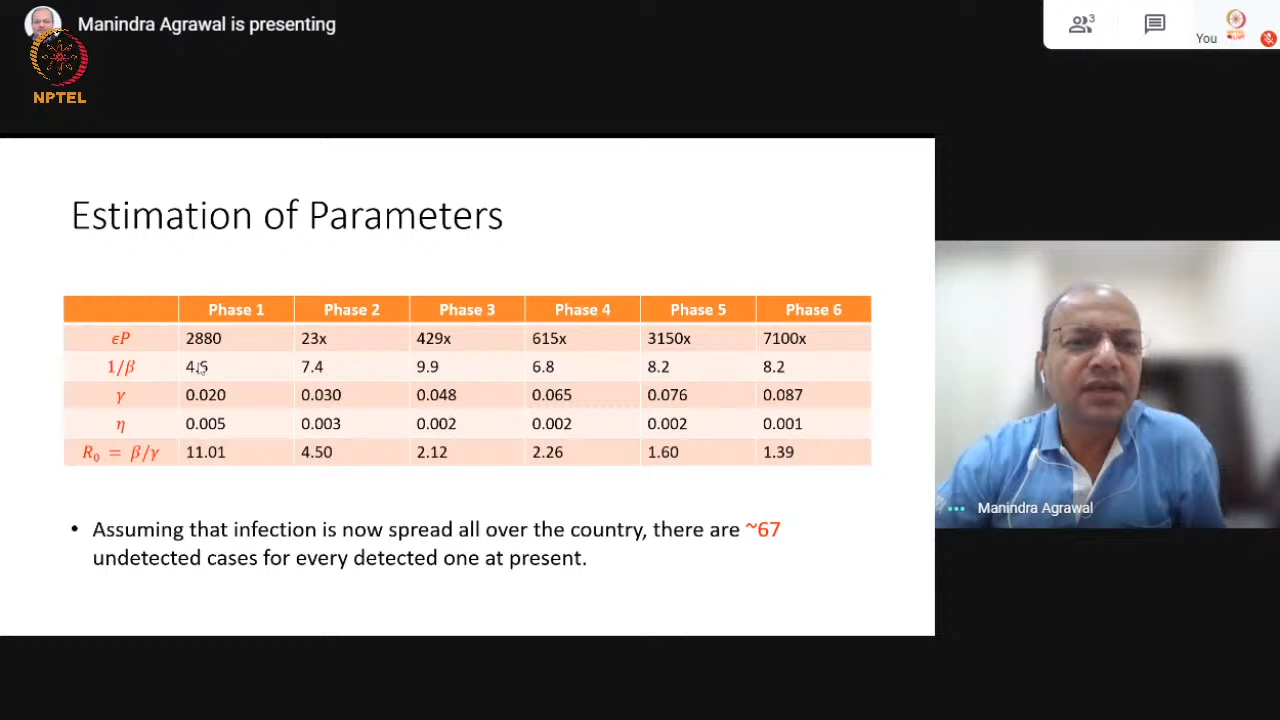 Manindra Agrawal is presenting
3
You
NPTEL
Estimation of Parameters
Phase 1 Phase 2 Phase 3 Phase 4 Phase 5 Phase 6
ϵP 2880 23x 429x 615x 3150x 7100x
1/β 4.5 7.4 9.9 6.8 8.2 8.2
γ 0.020 0.030 0.048 0.065 0.076 0.087
η 0.005 0.003 0.002 0.002 0.002 0.001
R₀ = β/γ 11.01 4.50 2.12 2.26 1.60 1.39
• Assuming that infection is now spread all over the country, there are ~67
undetected cases for every detected one at present.
Manindra Agrawal